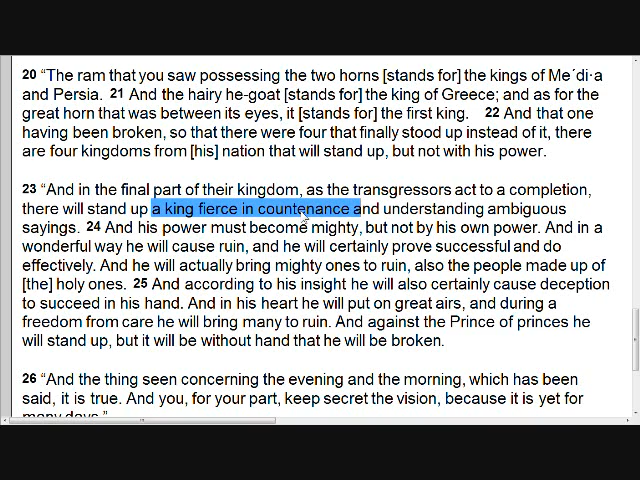 20 “The ram that you saw possessing the two horns [stands for] the kings of Me´di·a
and Persia. 21 And the hairy he-goat [stands for] the king of Greece; and as for the
great horn that was between its eyes, it [stands for] the first king. 22 And that one
having been broken, so that there were four that finally stood up instead of it, there
are four kingdoms from [his] nation that will stand up, but not with his power.
23 “And in the final part of their kingdom, as the transgressors act to a completion,
there will stand up a king fierce in countenance and understanding ambiguous
sayings. 24 And his power must become mighty, but not by his own power. And in a
wonderful way he will cause ruin, and he will certainly prove successful and do
effectively. And he will actually bring mighty ones to ruin, also the people made up of
[the] holy ones. 25 And according to his insight he will also certainly cause deception
to succeed in his hand. And in his heart he will put on great airs, and during a
freedom from care he will bring many to ruin. And against the Prince of princes he
will stand up, but it will be without hand that he will be broken.
26 “And the thing seen concerning the evening and the morning, which has been
said, it is true. And you, for your part, keep secret the vision, because it is yet for
many days.”